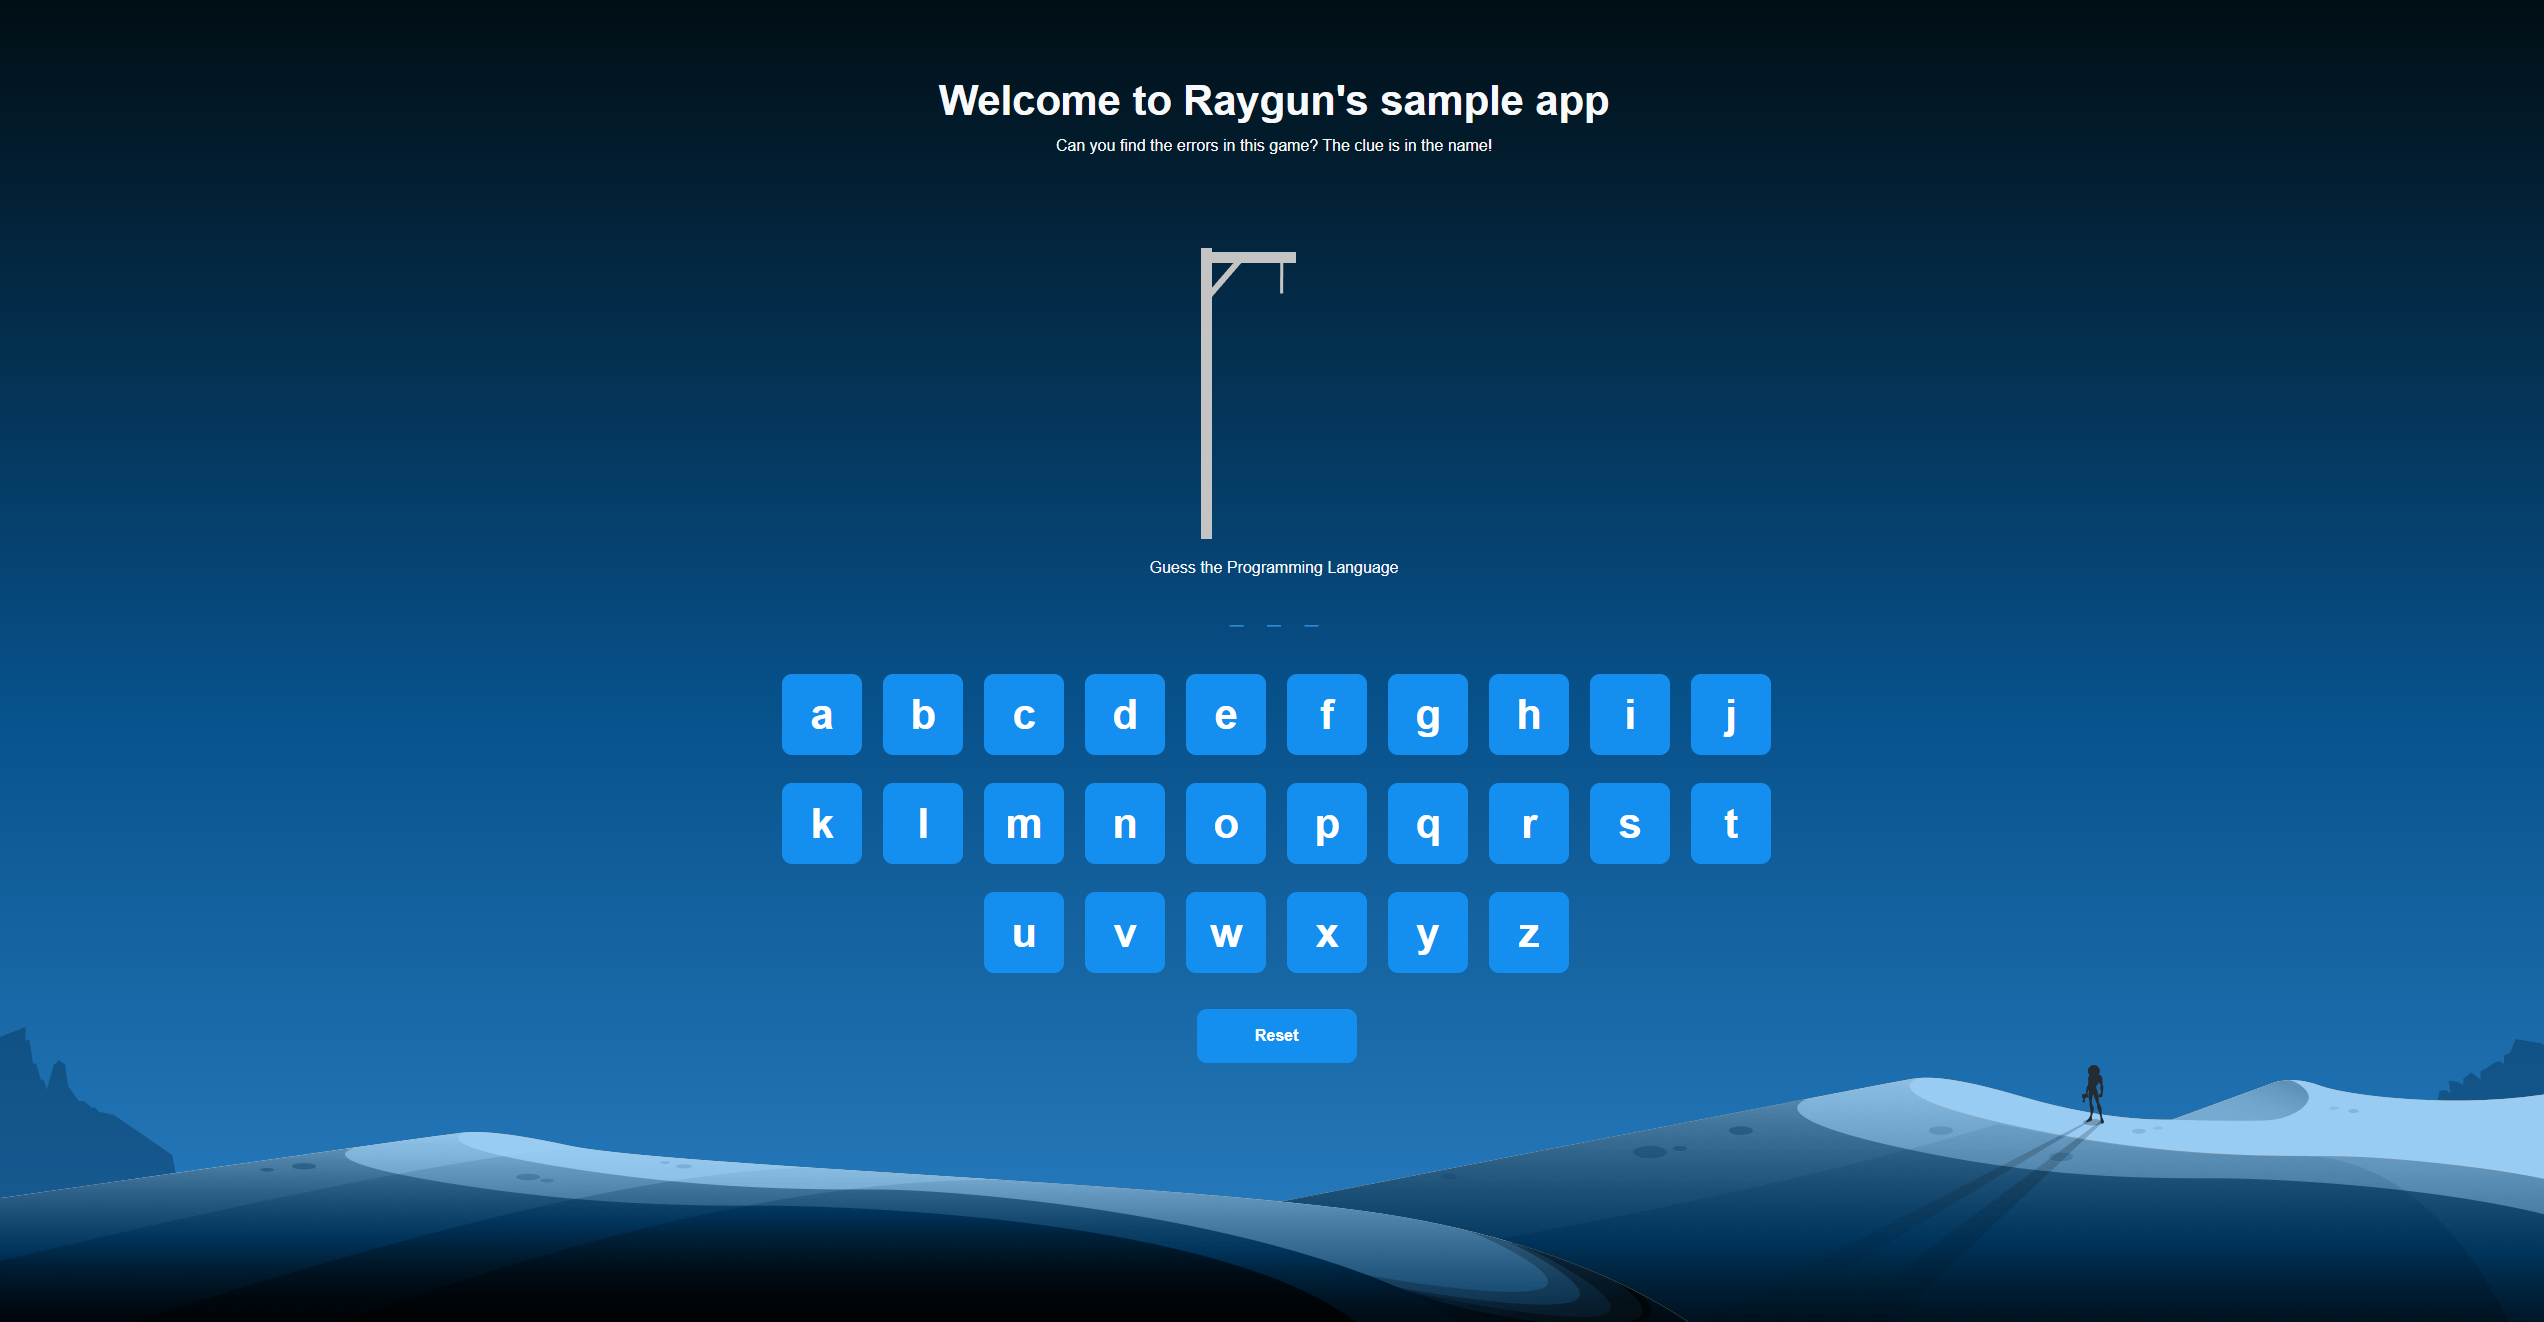 Welcome to Raygun's sample app
Can you find the errors in this game? The clue is in the name!
Guess the Programming Language
_ _ _
a b c d e f g h i j
k l m n o p q r s t
u v w x y z
Reset